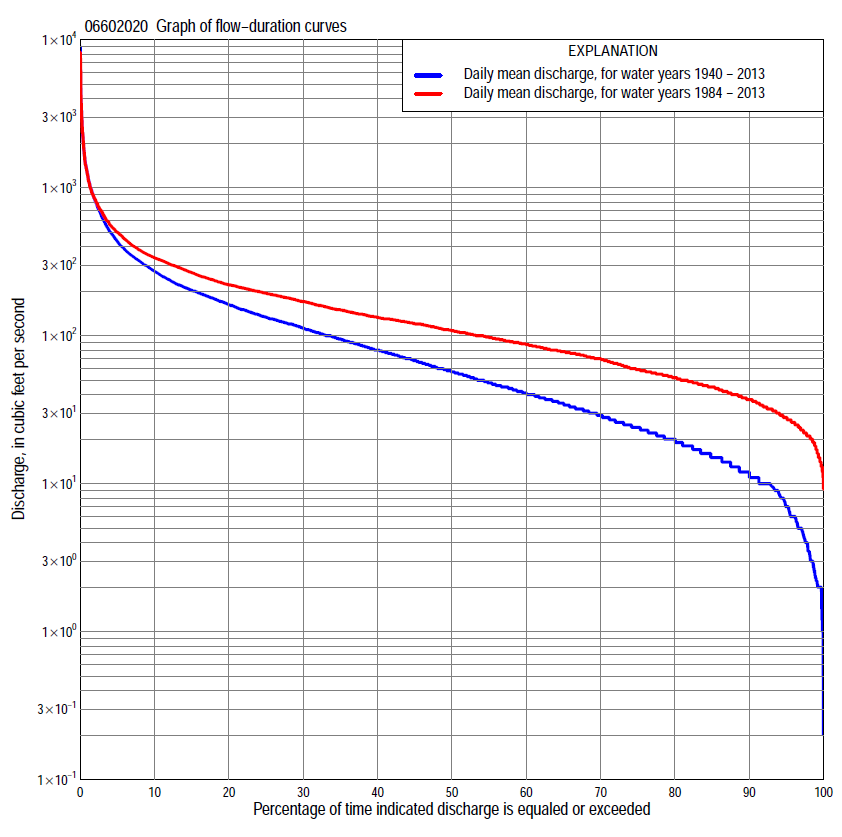 06602020 Graph of flow−duration curves
EXPLANATION
Daily mean discharge, for water years 1940 − 2013
Daily mean discharge, for water years 1984 − 2013
Discharge, in cubic feet per second
1×10⁴
3×10³
1×10³
3×10²
1×10²
3×10¹
1×10¹
3×10⁰
1×10⁰
3×10⁻¹
1×10⁻¹
0 10 20 30 40 50 60 70 80 90 100
Percentage of time indicated discharge is equaled or exceeded